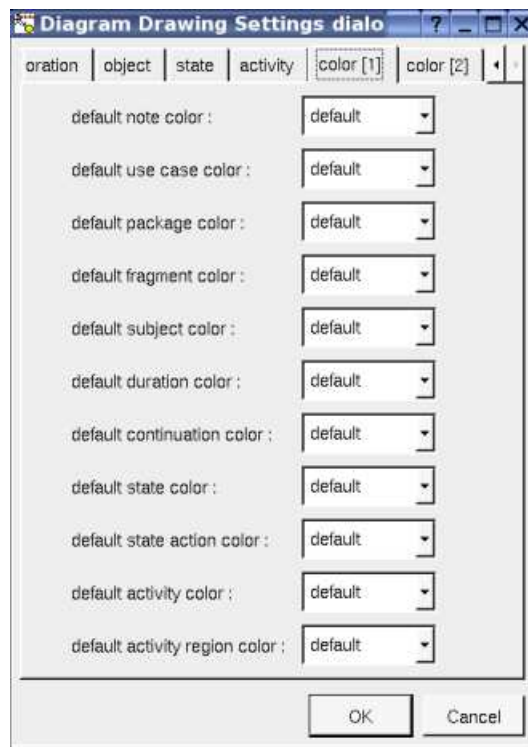 Diagram Drawing Settings dialo
oration object state activity color [1] color [2]
default note color : default
default use case color : default
default package color : default
default fragment color : default
default subject color : default
default duration color : default
default continuation color : default
default state color : default
default state action color : default
default activity color : default
default activity region color : default
OK Cancel